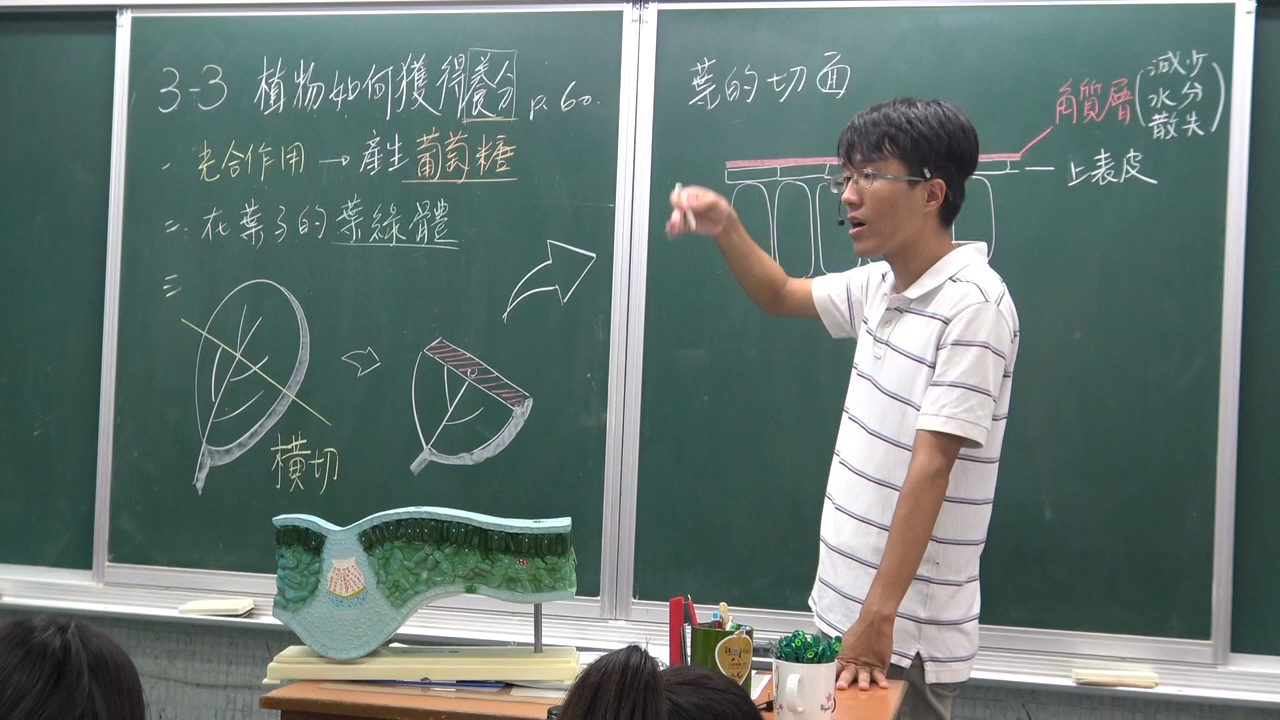 3-3 植物如何獲得養分 p.60.
一 光合作用→產生葡萄糖
二. 在葉子的葉綠體
三
橫切
葉的切面
角質層(減少水分散失)
上表皮